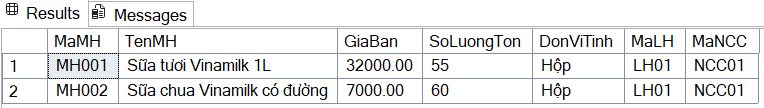 Results Messages
MaMH TenMH GiaBan SoLuongTon DonViTinh MaLH MaNCC
1 MH001 Sữa tươi Vinamilk 1L 32000.00 55 Hộp LH01 NCC01
2 MH002 Sữa chua Vinamilk có đường 7000.00 60 Hộp LH01 NCC01